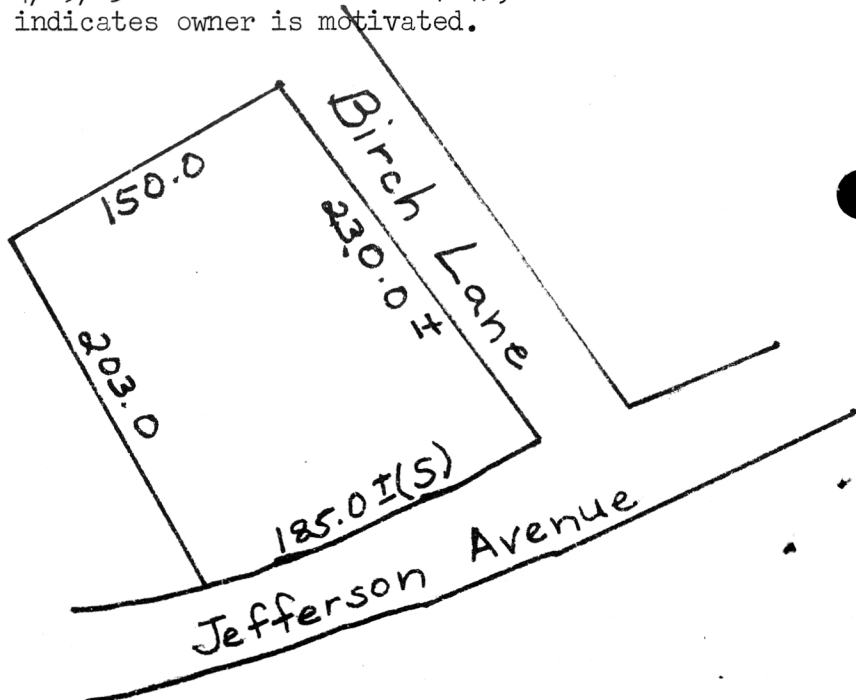 indicates owner is motivated.
Birch Lane
150.0
230.0 ±
203.0
185.0 ±(S)
Jefferson Avenue